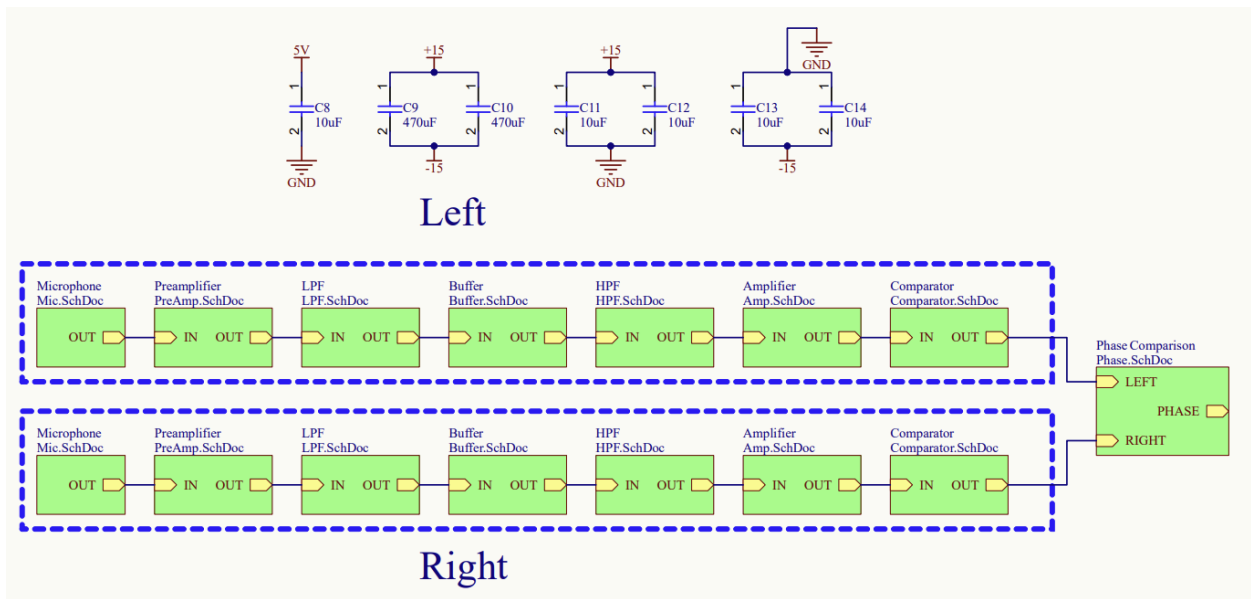 5V
1
C8
10uF
2
GND
+15
1
1
C9
C10
470uF
470uF
2
2
-15
+15
1
1
C11
C12
10uF
10uF
2
2
GND
GND
1
1
C13
C14
10uF
10uF
2
2
-15
Left
Microphone
Mic.SchDoc
OUT
Preamplifier
PreAmp.SchDoc
IN OUT
LPF
LPF.SchDoc
IN OUT
Buffer
Buffer.SchDoc
IN OUT
HPF
HPF.SchDoc
IN OUT
Amplifier
Amp.SchDoc
IN OUT
Comparator
Comparator.SchDoc
IN OUT
Phase Comparison
Phase.SchDoc
LEFT
PHASE
RIGHT
Microphone
Mic.SchDoc
OUT
Preamplifier
PreAmp.SchDoc
IN OUT
LPF
LPF.SchDoc
IN OUT
Buffer
Buffer.SchDoc
IN OUT
HPF
HPF.SchDoc
IN OUT
Amplifier
Amp.SchDoc
IN OUT
Comparator
Comparator.SchDoc
IN OUT
Right